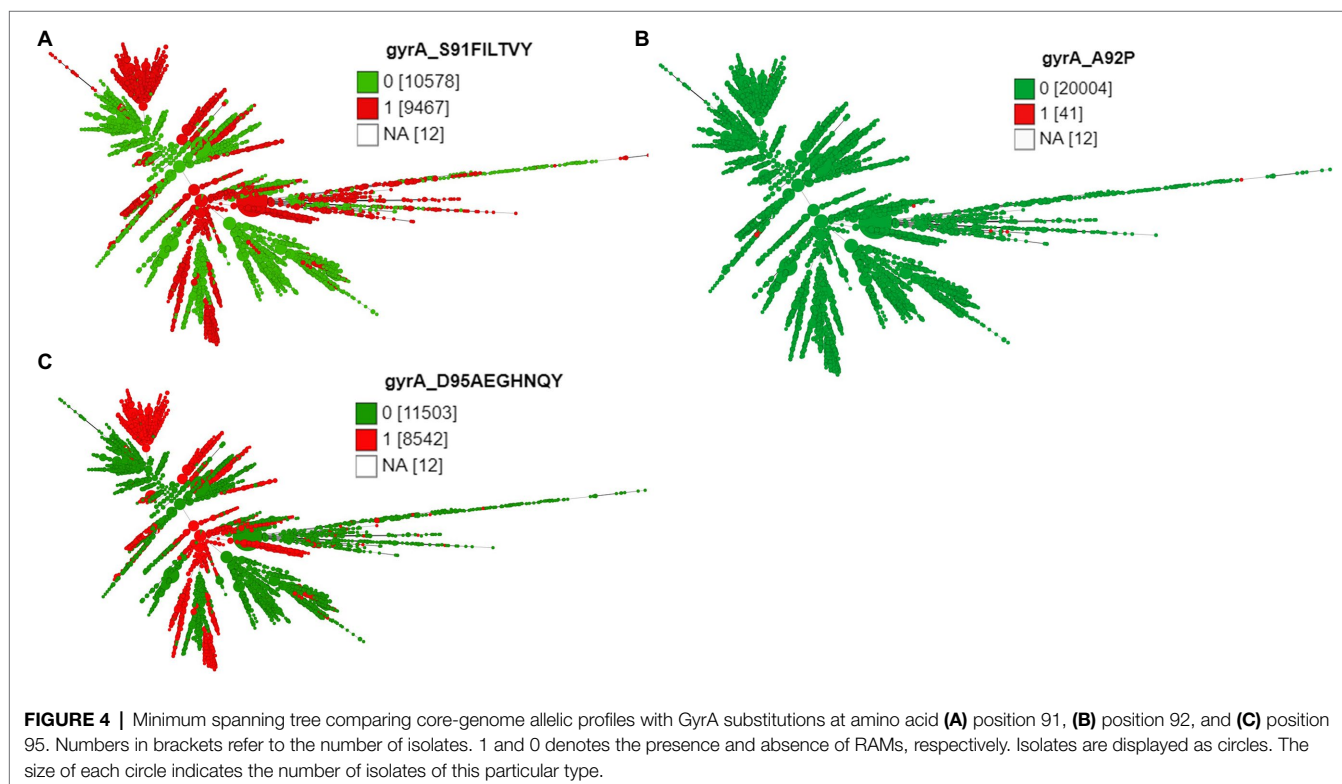 A
gyrA_S91FILTVY
0 [10578]
1 [9467]
NA [12]
B
gyrA_A92P
0 [20004]
1 [41]
NA [12]
C
gyrA_D95AEGHNQY
0 [11503]
1 [8542]
NA [12]
FIGURE 4 | Minimum spanning tree comparing core-genome allelic profiles with GyrA substitutions at amino acid (A) position 91, (B) position 92, and (C) position
95. Numbers in brackets refer to the number of isolates. 1 and 0 denotes the presence and absence of RAMs, respectively. Isolates are displayed as circles. The
size of each circle indicates the number of isolates of this particular type.